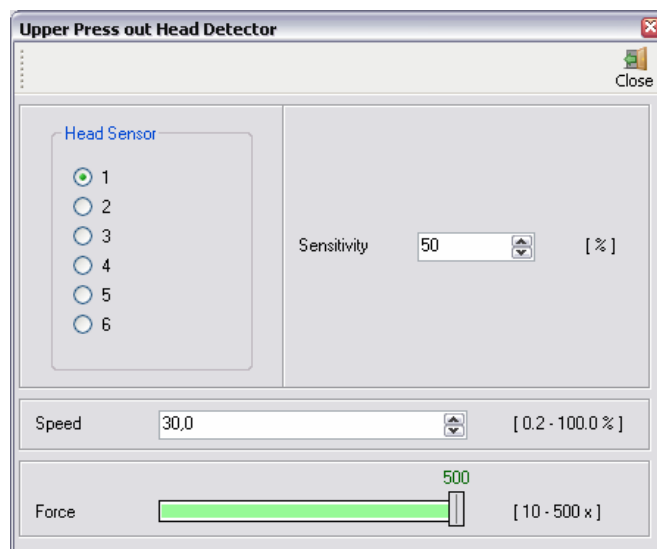 Upper Press out Head Detector
Close
Head Sensor
1
2
3
4
5
6
Sensitivity 50 [ % ]
Speed 30,0 [ 0.2 - 100.0 % ]
500
Force [ 10 - 500 x ]